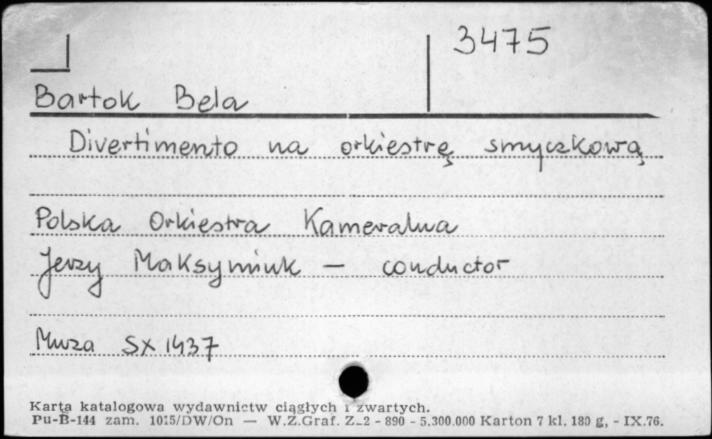 3475
Bartok Bela
Divertimento na orkiestrę smyczkową
Polska Orkiestra Kameralna
Jerzy Maksymiuk – conductor
Muza SX 1437
Karta katalogowa wydawnictw ciągłych i zwartych.
Pu-B-144 zam. 1015/DW/On — W.Z.Graf. Z-2 - 890 - 5.300.000 Karton 7 kl. 180 g, - IX.76.